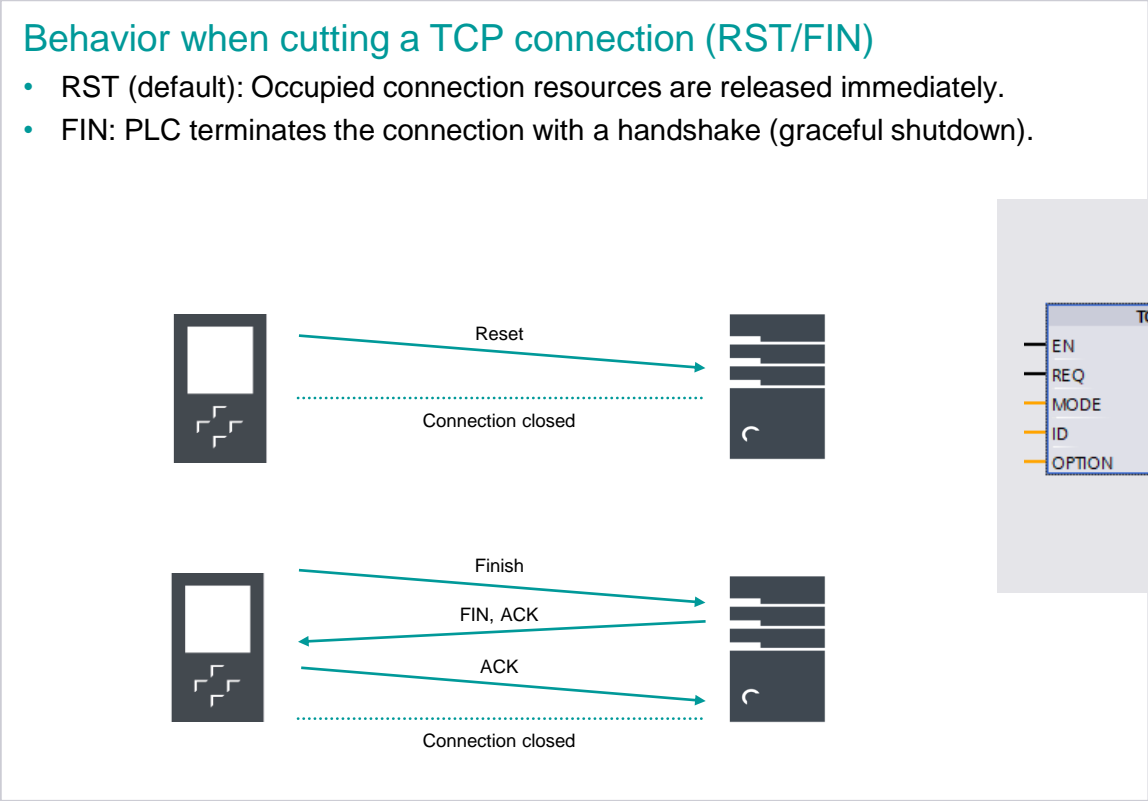 Behavior when cutting a TCP connection (RST/FIN)
• RST (default): Occupied connection resources are released immediately.
• FIN: PLC terminates the connection with a handshake (graceful shutdown).
Reset
Connection closed
EN
REQ
MODE
ID
OPTION
Finish
FIN, ACK
ACK
Connection closed